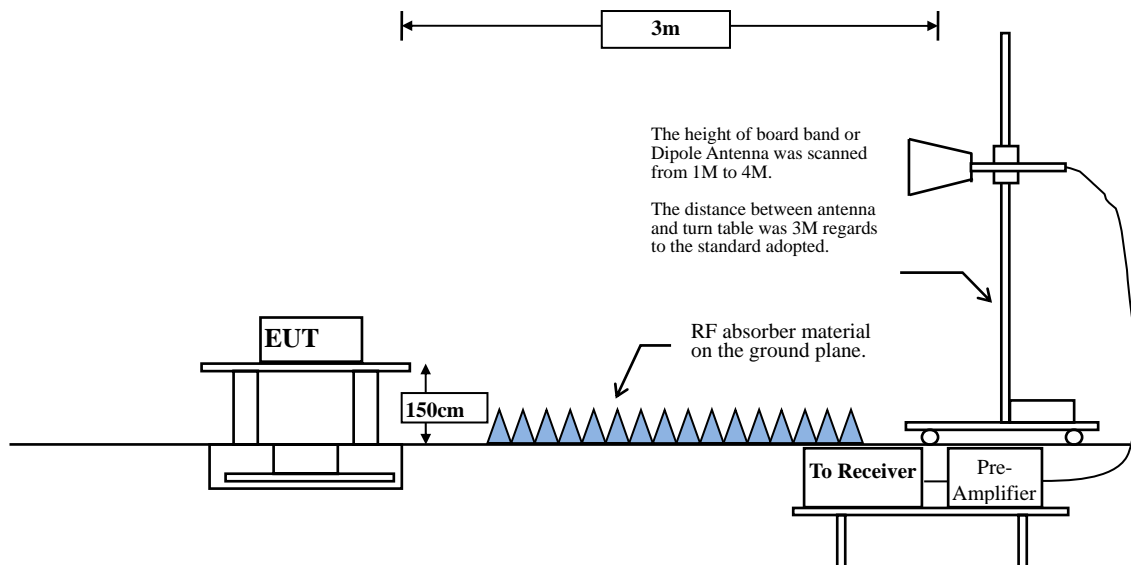 3m
The height of board band or
Dipole Antenna was scanned
from 1M to 4M.
The distance between antenna
and turn table was 3M regards
to the standard adopted.
EUT
RF absorber material
on the ground plane.
150cm
To Receiver
Pre-
Amplifier